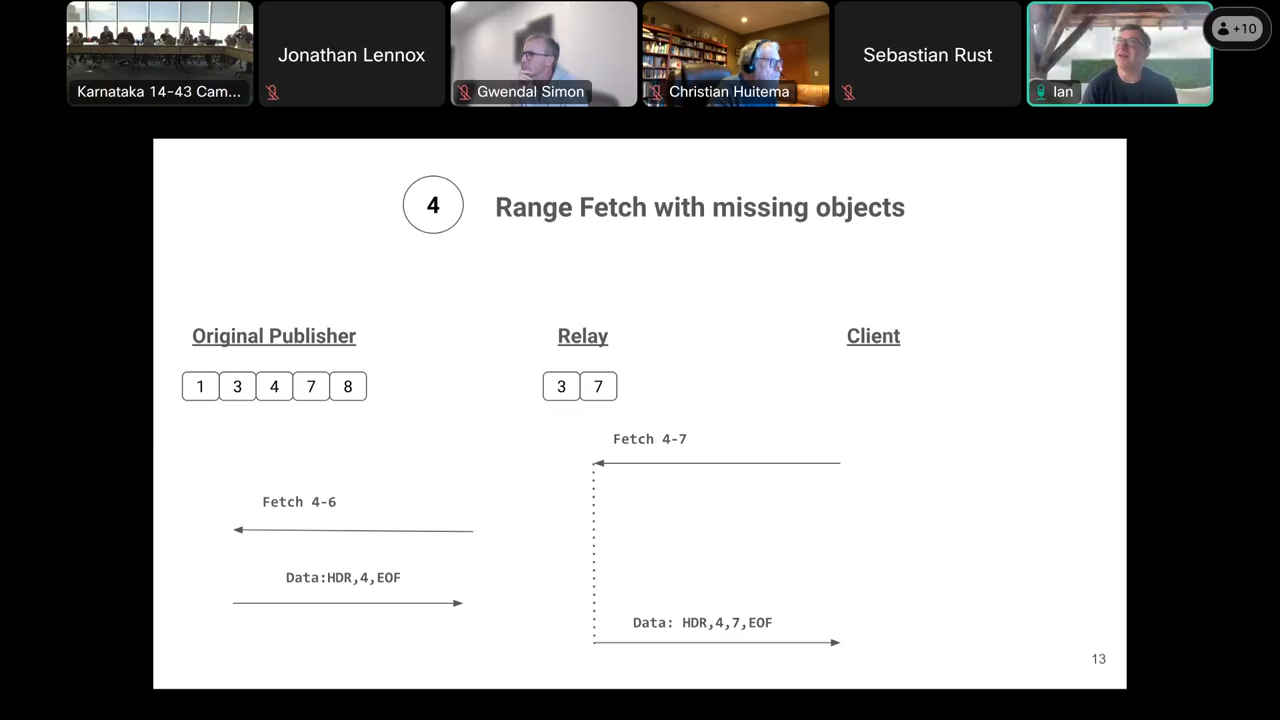 Karnataka 14-43 Cam...
Jonathan Lennox
Gwendal Simon
Christian Huitema
Sebastian Rust
Ian
+10
4
Range Fetch with missing objects
Original Publisher
Relay
Client
1 3 4 7 8
3 7
Fetch 4-7
Fetch 4-6
Data:HDR,4,EOF
Data: HDR,4,7,EOF
13